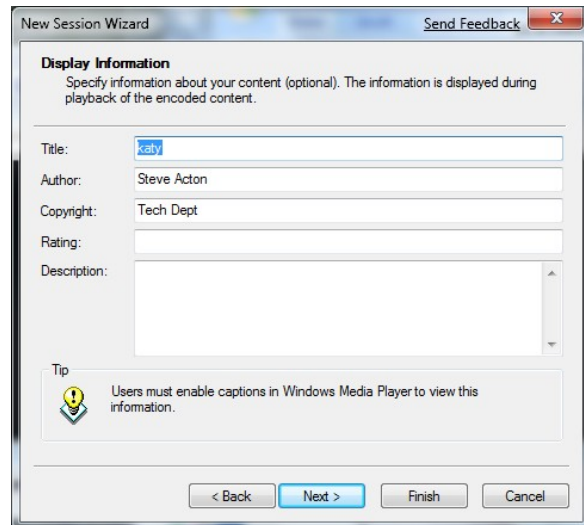 New Session Wizard Send Feedback
Display Information
Specify information about your content (optional). The information is displayed during
playback of the encoded content.
Title: katy
Author: Steve Acton
Copyright: Tech Dept
Rating:
Description:
Tip
Users must enable captions in Windows Media Player to view this
information.
< Back Next > Finish Cancel